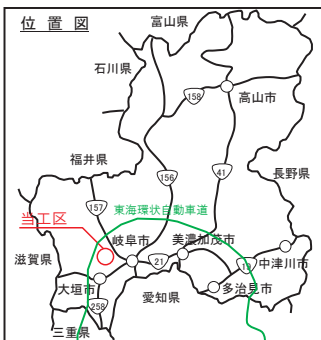 位置図
富山県
石川県
158
高山市
156
41
福井県
長野県
157
東海環状自動車道
当工区
岐阜市
美濃加茂市
滋賀県
21
19
中津川市
大垣市
愛知県
多治見市
258
三重県